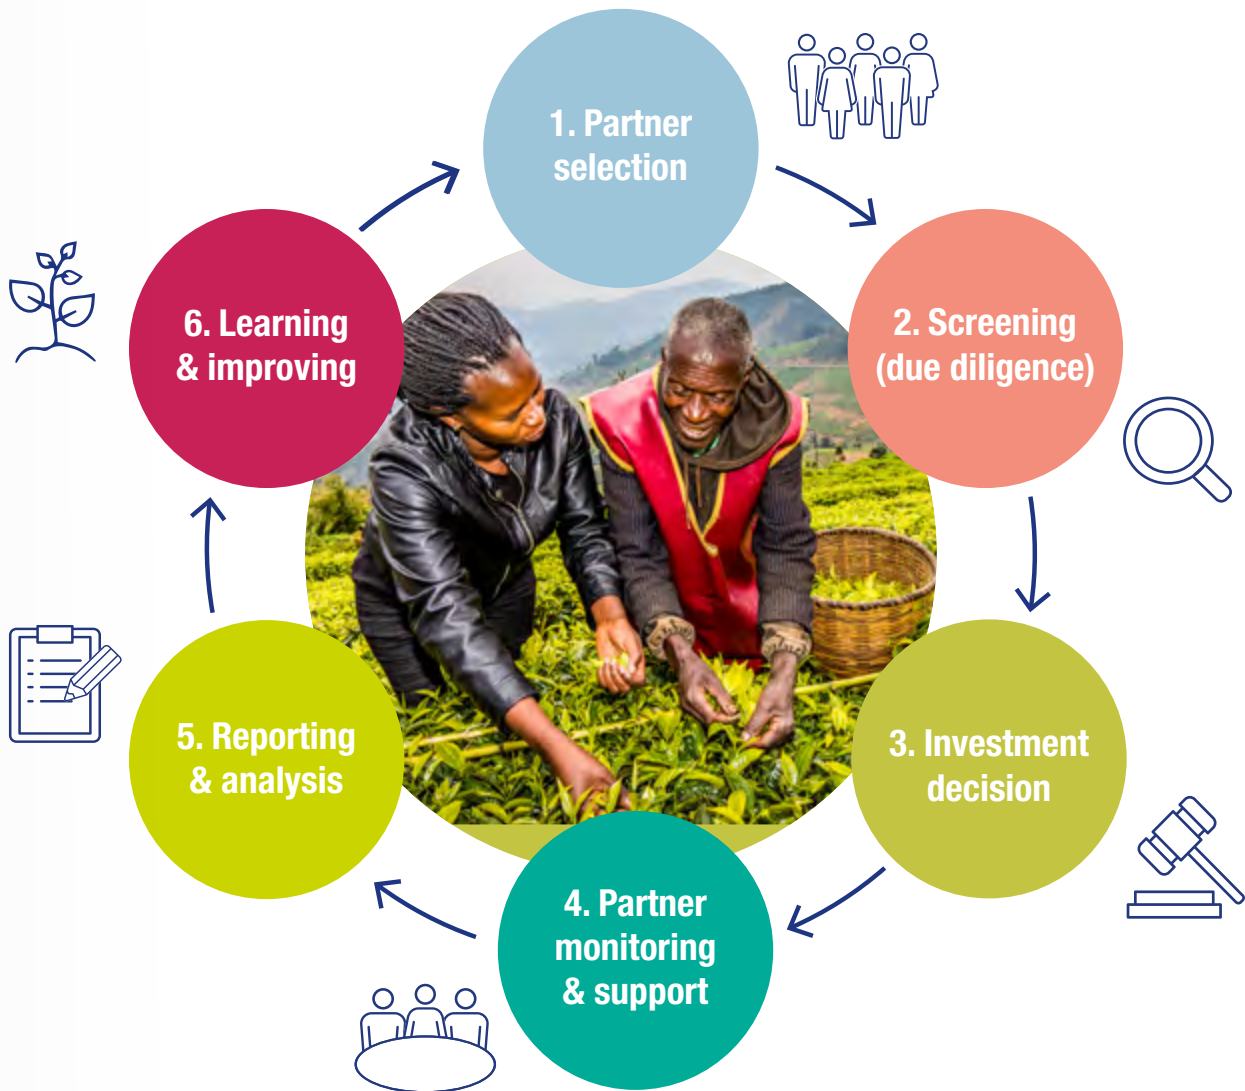 1. Partner
selection
2. Screening
(due diligence)
3. Investment
decision
4. Partner
monitoring
& support
5. Reporting
& analysis
6. Learning
& improving